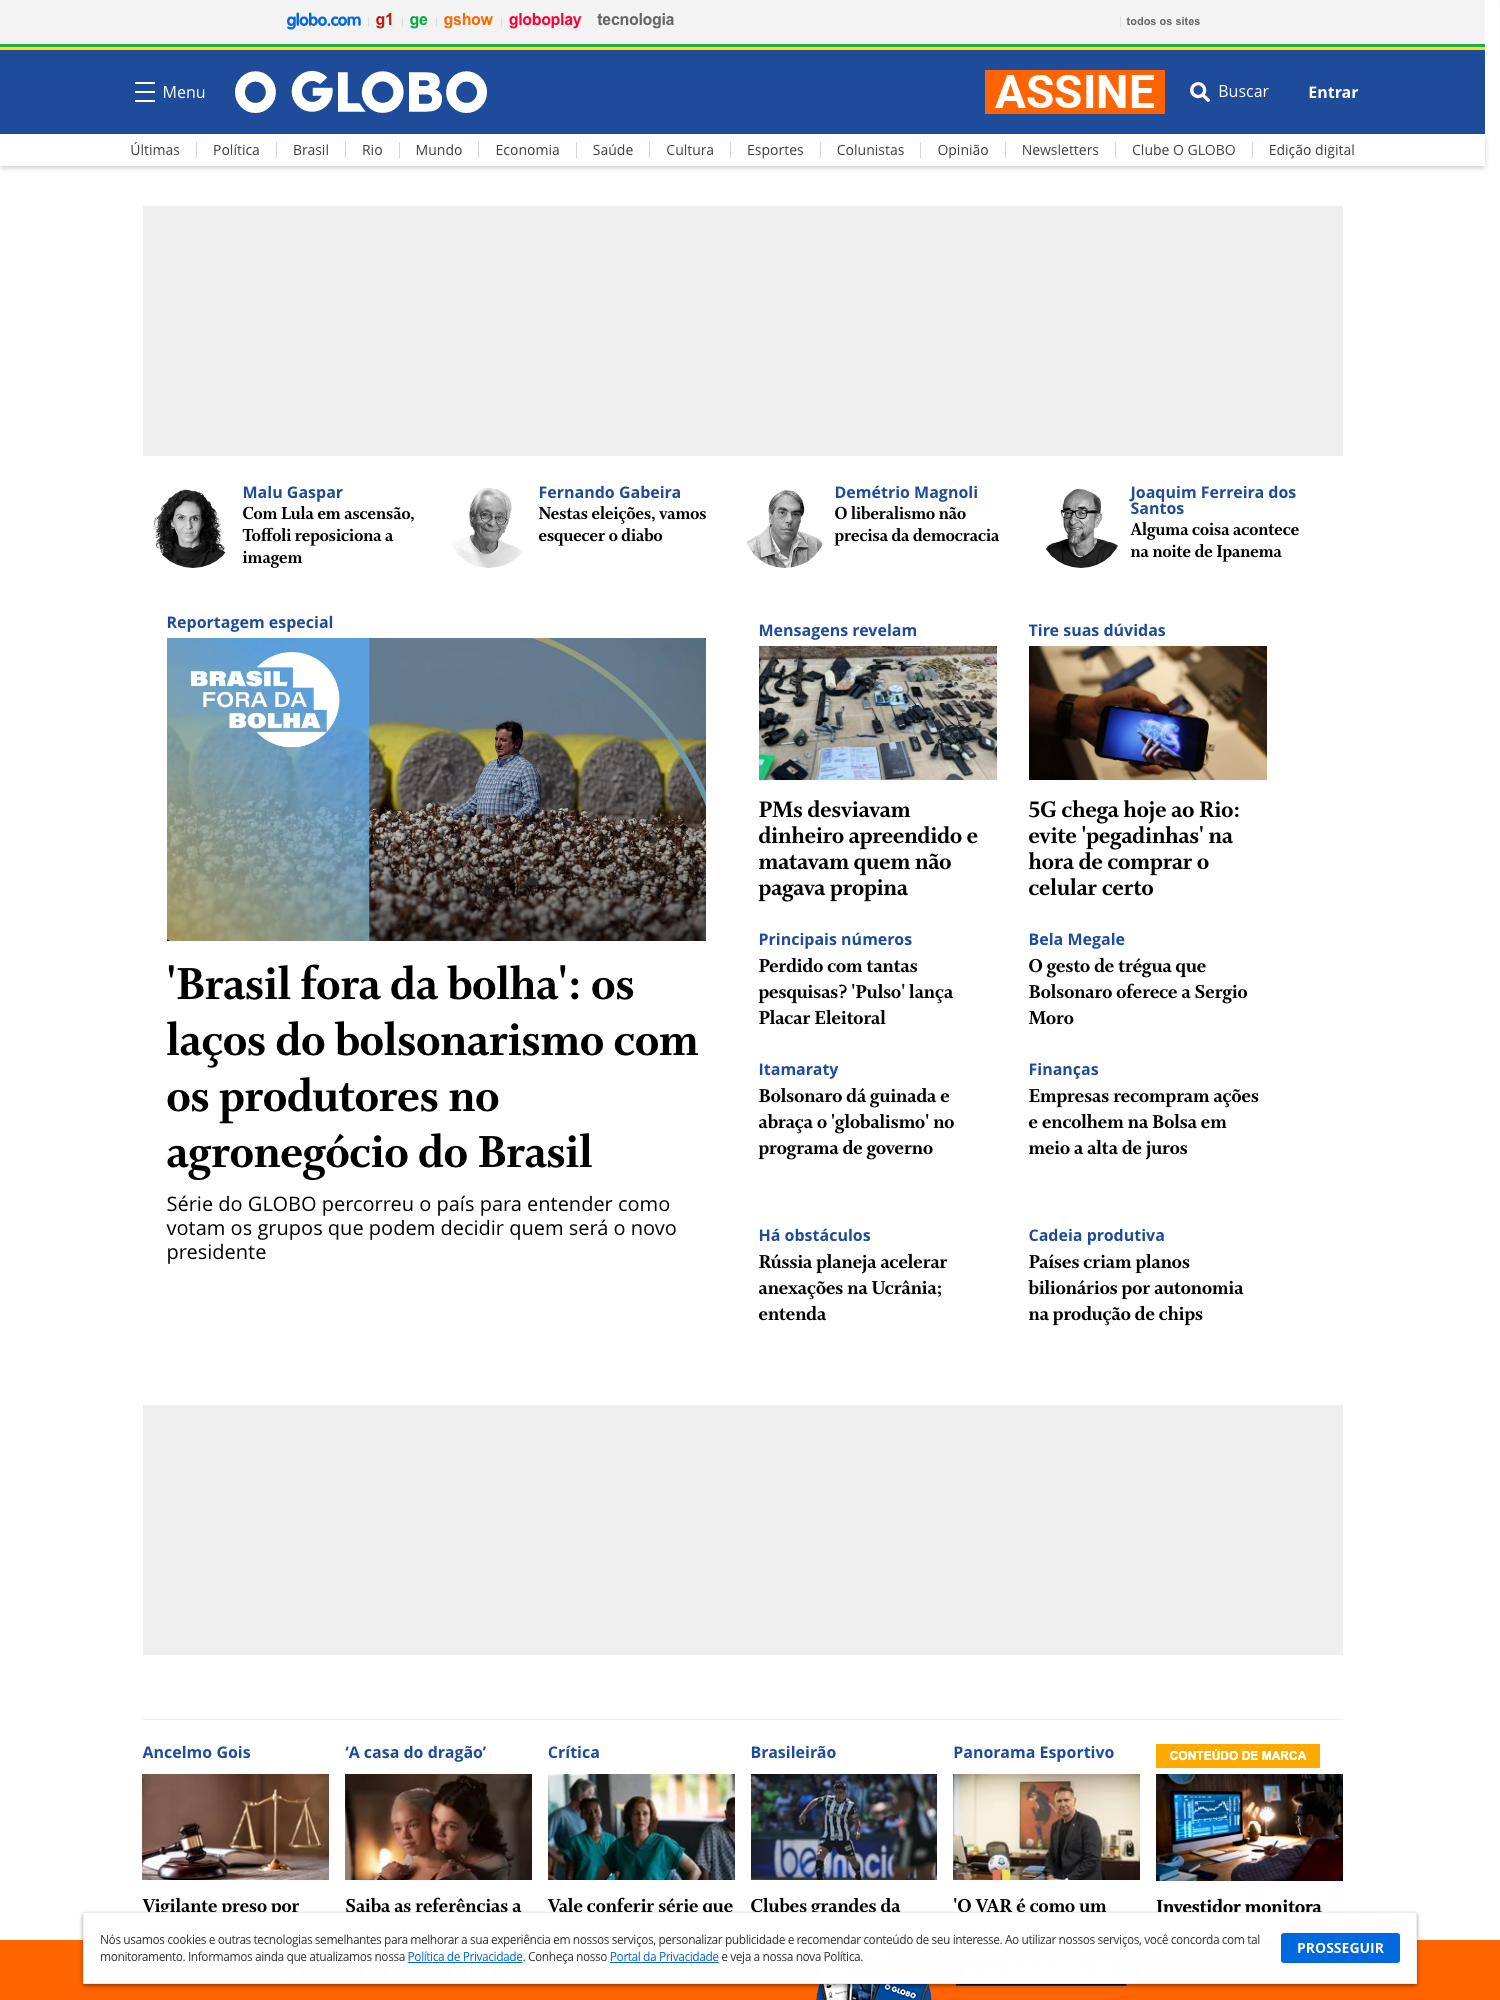 globo.com g1 ge gshow globoplay tecnologia todos os sites
Menu O GLOBO ASSINE Buscar Entrar
Últimas Política Brasil Rio Mundo Economia Saúde Cultura Esportes Colunistas Opinião Newsletters Clube O GLOBO Edição digital
Malu Gaspar
Com Lula em ascensão,
Toffoli reposiciona a
imagem
Fernando Gabeira
Nestas eleições, vamos
esquecer o diabo
Demétrio Magnoli
O liberalismo não
precisa da democracia
Joaquim Ferreira dos
Santos
Alguma coisa acontece
na noite de Ipanema
Reportagem especial
BRASIL
FORA DA
BOLHA
'Brasil fora da bolha': os
laços do bolsonarismo com
os produtores no
agronegócio do Brasil
Série do GLOBO percorreu o país para entender como
votam os grupos que podem decidir quem será o novo
presidente
Mensagens revelam
PMs desviavam
dinheiro apreendido e
matavam quem não
pagava propina
Tire suas dúvidas
5G chega hoje ao Rio:
evite 'pegadinhas' na
hora de comprar o
celular certo
Principais números
Perdido com tantas
pesquisas? 'Pulso' lança
Placar Eleitoral
Bela Megale
O gesto de trégua que
Bolsonaro oferece a Sergio
Moro
Itamaraty
Bolsonaro dá guinada e
abraça o 'globalismo' no
programa de governo
Finanças
Empresas recompram ações
e encolhem na Bolsa em
meio a alta de juros
Há obstáculos
Rússia planeja acelerar
anexações na Ucrânia;
entenda
Cadeia produtiva
Países criam planos
bilionários por autonomia
na produção de chips
Ancelmo Gois
Vigilante preso por
‘A casa do dragão’
Saiba as referências a
Crítica
Vale conferir série que
Brasileirão
Clubes grandes da
Panorama Esportivo
'O VAR é como um
CONTEÚDO DE MARCA
Investidor monitora
Nós usamos cookies e outras tecnologias semelhantes para melhorar a sua experiência em nossos serviços, personalizar publicidade e recomendar conteúdo de seu interesse. Ao utilizar nossos serviços, você concorda com tal
monitoramento. Informamos ainda que atualizamos nossa Política de Privacidade. Conheça nosso Portal da Privacidade e veja a nossa nova Política.
PROSSEGUIR
O GLOBO